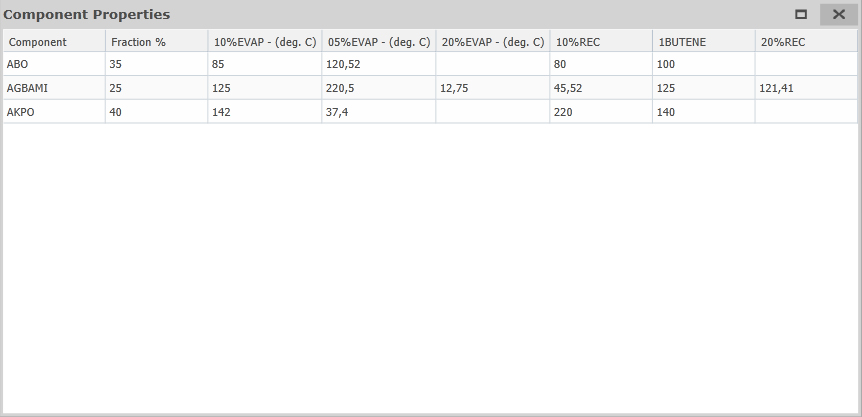 Component Properties
Component Fraction % 10%EVAP - (deg. C) 05%EVAP - (deg. C) 20%EVAP - (deg. C) 10%REC 1BUTENE 20%REC
ABO 35 85 120,52 80 100
AGBAMI 25 125 220,5 12,75 45,52 125 121,41
AKPO 40 142 37,4 220 140